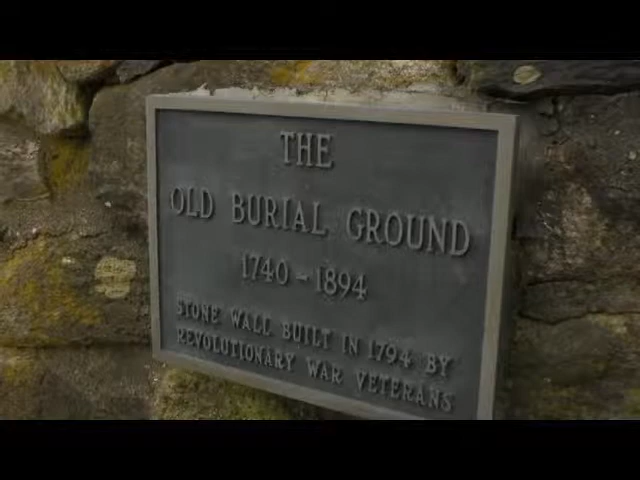 THE
OLD BURIAL GROUND
1740 - 1894
STONE WALL BUILT IN 1794 BY
REVOLUTIONARY WAR VETERANS